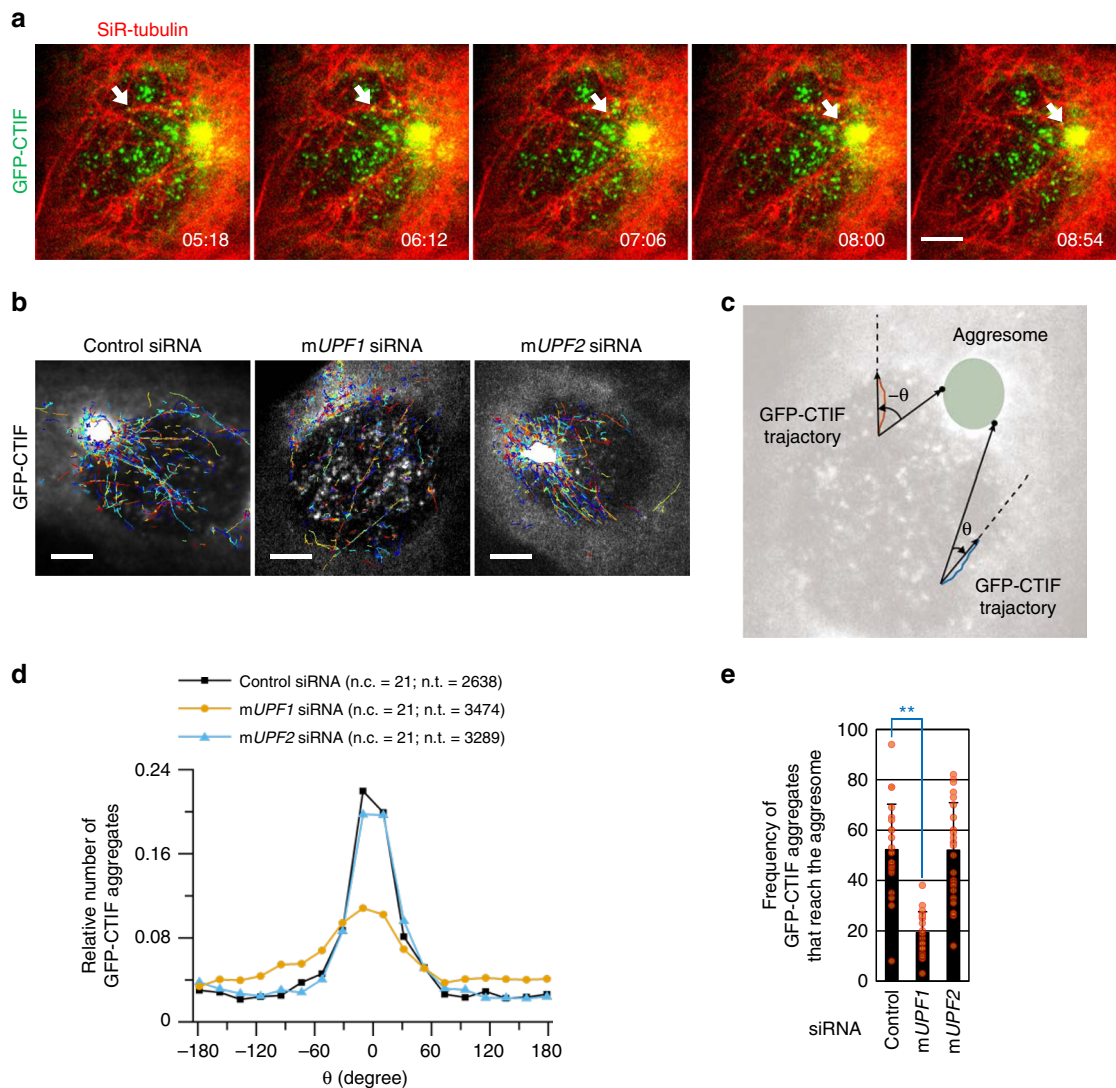 a
SiR-tubulin
GFP-CTIF
05:18
06:12
07:06
08:00
08:54
b
Control siRNA
mUPF1 siRNA
mUPF2 siRNA
GFP-CTIF
c
Aggresome
−θ
GFP-CTIF
trajactory
θ
GFP-CTIF
trajectory
d
Control siRNA (n.c. = 21; n.t. = 2638)
mUPF1 siRNA (n.c. = 21; n.t. = 3474)
mUPF2 siRNA (n.c. = 21; n.t. = 3289)
Relative number of
GFP-CTIF aggregates
0.24
0.16
0.08
0
−180
−120
−60
0
60
120
180
θ (degree)
e
**
Frequency of
GFP-CTIF aggregates
that reach the aggresome
100
80
60
40
20
0
siRNA
Control
mUPF1
mUPF2